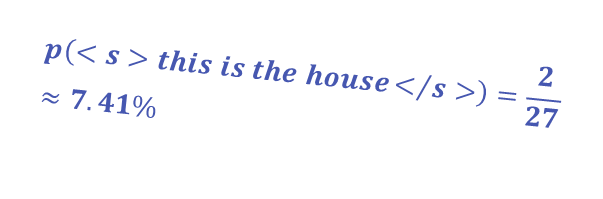 p(< s > this is the house </s >) = 2/27
≈ 7.41%